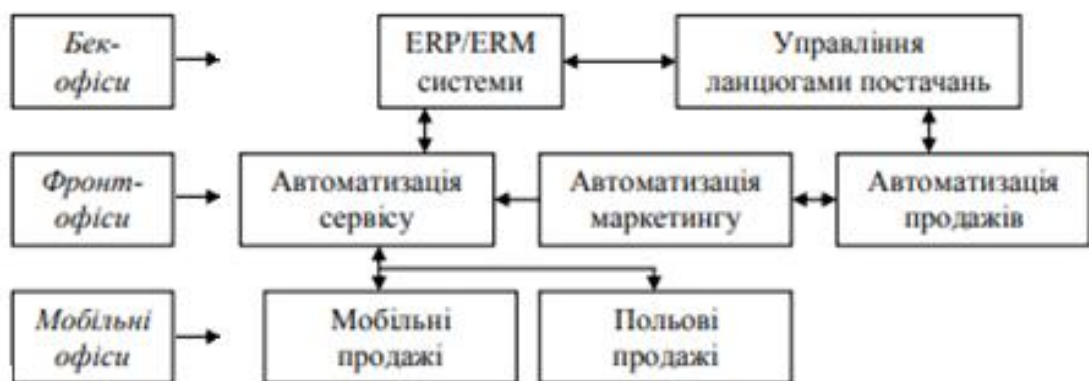 Бек-
офіси
ERP/ERM
системи
Управління
ланцюгами постачань
Фронт-
офіси
Автоматизація
сервісу
Автоматизація
маркетингу
Автоматизація
продажів
Мобільні
офіси
Мобільні
продажі
Польові
продажі